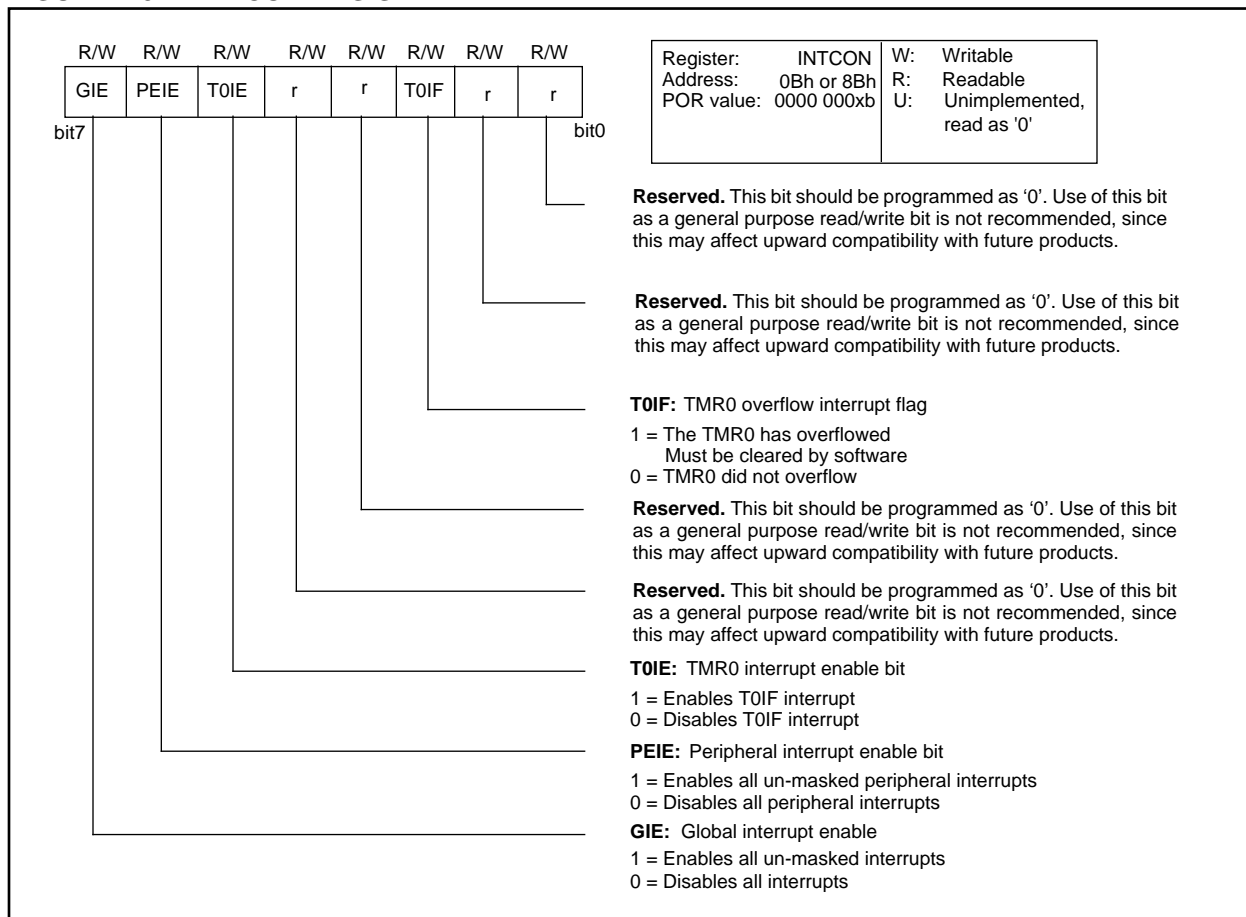 R/W R/W R/W R/W R/W R/W R/W R/W
GIE PEIE T0IE r r T0IF r r
bit7 bit0
Register: INTCON
Address: 0Bh or 8Bh
POR value: 0000 000xb
W: Writable
R: Readable
U: Unimplemented,
read as '0'
Reserved. This bit should be programmed as ‘0’. Use of this bit
as a general purpose read/write bit is not recommended, since
this may affect upward compatibility with future products.
Reserved. This bit should be programmed as ‘0’. Use of this bit
as a general purpose read/write bit is not recommended, since
this may affect upward compatibility with future products.
T0IF: TMR0 overflow interrupt flag
1 = The TMR0 has overflowed
Must be cleared by software
0 = TMR0 did not overflow
Reserved. This bit should be programmed as ‘0’. Use of this bit
as a general purpose read/write bit is not recommended, since
this may affect upward compatibility with future products.
Reserved. This bit should be programmed as ‘0’. Use of this bit
as a general purpose read/write bit is not recommended, since
this may affect upward compatibility with future products.
T0IE: TMR0 interrupt enable bit
1 = Enables T0IF interrupt
0 = Disables T0IF interrupt
PEIE: Peripheral interrupt enable bit
1 = Enables all un-masked peripheral interrupts
0 = Disables all peripheral interrupts
GIE: Global interrupt enable
1 = Enables all un-masked interrupts
0 = Disables all interrupts